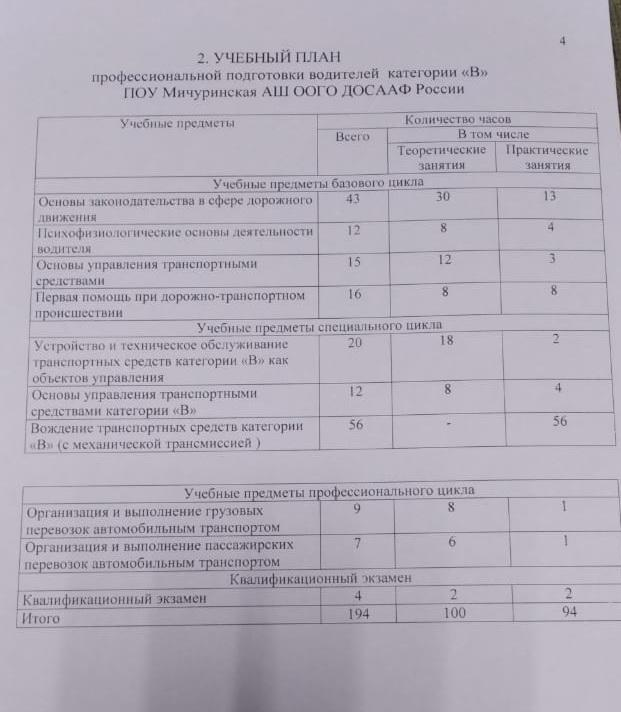 4
2. УЧЕБНЫЙ ПЛАН
профессиональной подготовки водителей категории «В»
ПОУ Мичуринская АШ ООГО ДОСААФ России
Учебные предметы
Количество часов
Всего
В том числе
Теоретические занятия
Практические занятия
Учебные предметы базового цикла
Основы законодательства в сфере дорожного 43 30 13
движения
Психофизиологические основы деятельности 12 8 4
водителя
Основы управления транспортными 15 12 3
средствами
Первая помощь при дорожно-транспортном 16 8 8
происшествии
Учебные предметы специального цикла
Устройство и техническое обслуживание 20 18 2
транспортных средств категории «В» как
объектов управления
Основы управления транспортными 12 8 4
средствами категории «В»
Вождение транспортных средств категории 56 - 56
«В» (с механической трансмиссией )
Учебные предметы профессионального цикла
Организация и выполнение грузовых 9 8 1
перевозок автомобильным транспортом
Организация и выполнение пассажирских 7 6 1
перевозок автомобильным транспортом
Квалификационный экзамен
Квалификационный экзамен 4 2 2
Итого 194 100 94